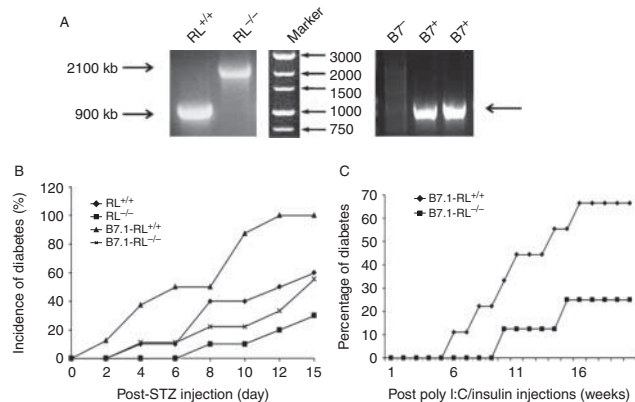 A
RL+/+
RL−/−
Marker
B7−
B7+
B7+
2100 kb
900 kb
3000
2000
1500
1000
750
B
Incidence of diabetes (%)
120
100
80
60
40
20
0
RL+/+
RL−/−
B7.1-RL+/+
B7.1-RL−/−
0 2 4 6 8 10 12 15
Post-STZ injection (day)
C
Percentage of diabetes
70
60
50
40
30
20
10
0
B7.1-RL+/+
B7.1-RL−/−
1 6 11 16
Post poly I:C/insulin injections (weeks)